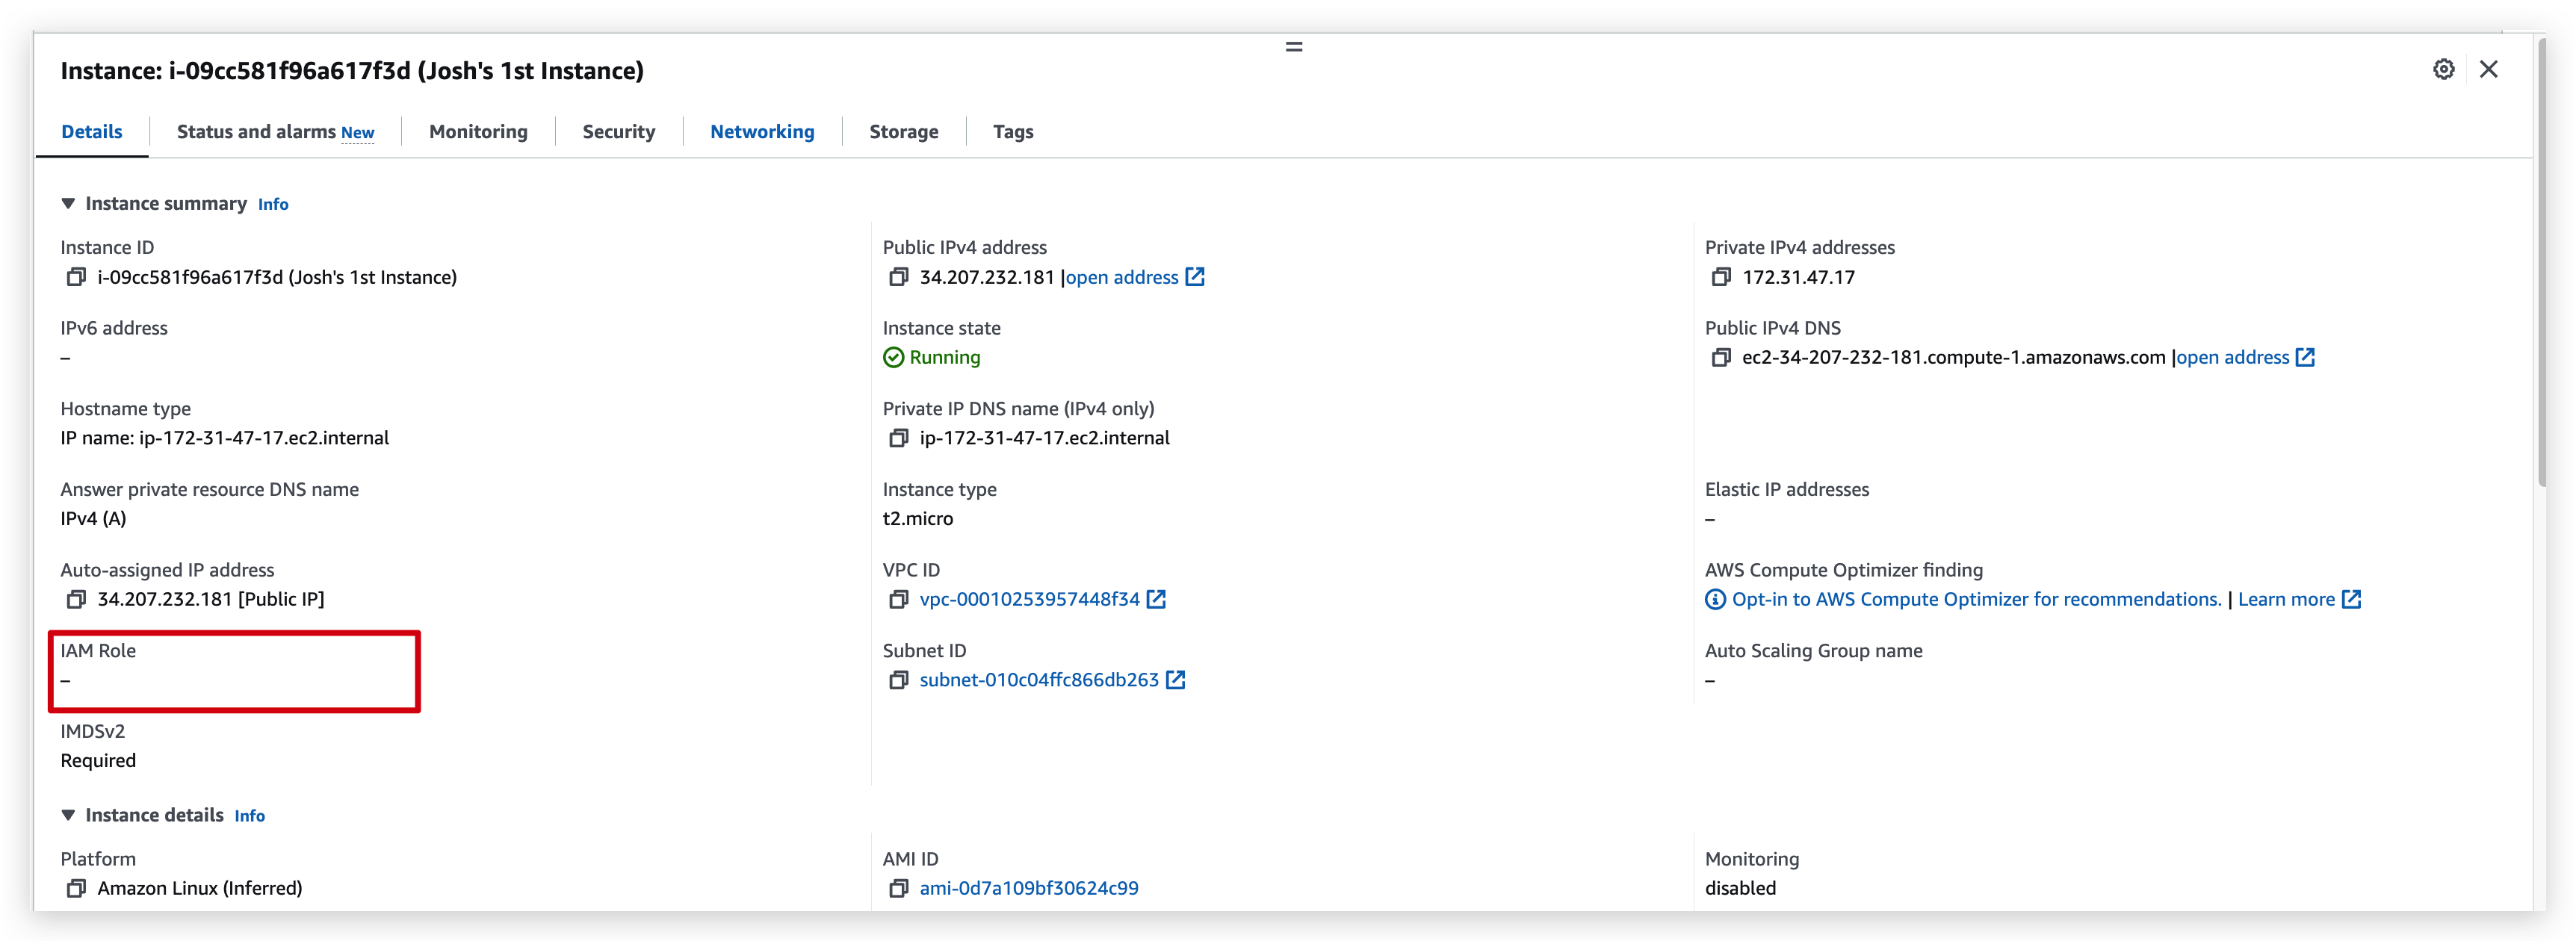 Instance: i-09cc581f96a617f3d (Josh's 1st Instance)
Details
Status and alarms New
Monitoring
Security
Networking
Storage
Tags
Instance summary Info
Instance ID
i-09cc581f96a617f3d (Josh's 1st Instance)
Public IPv4 address
34.207.232.181 |open address
Private IPv4 addresses
172.31.47.17
IPv6 address
–
Instance state
Running
Public IPv4 DNS
ec2-34-207-232-181.compute-1.amazonaws.com |open address
Hostname type
IP name: ip-172-31-47-17.ec2.internal
Private IP DNS name (IPv4 only)
ip-172-31-47-17.ec2.internal
Answer private resource DNS name
IPv4 (A)
Instance type
t2.micro
Elastic IP addresses
–
Auto-assigned IP address
34.207.232.181 [Public IP]
VPC ID
vpc-00010253957448f34
AWS Compute Optimizer finding
Opt-in to AWS Compute Optimizer for recommendations. | Learn more
IAM Role
–
Subnet ID
subnet-010c04ffc866db263
Auto Scaling Group name
–
IMDSv2
Required
Instance details Info
Platform
Amazon Linux (Inferred)
AMI ID
ami-0d7a109bf30624c99
Monitoring
disabled